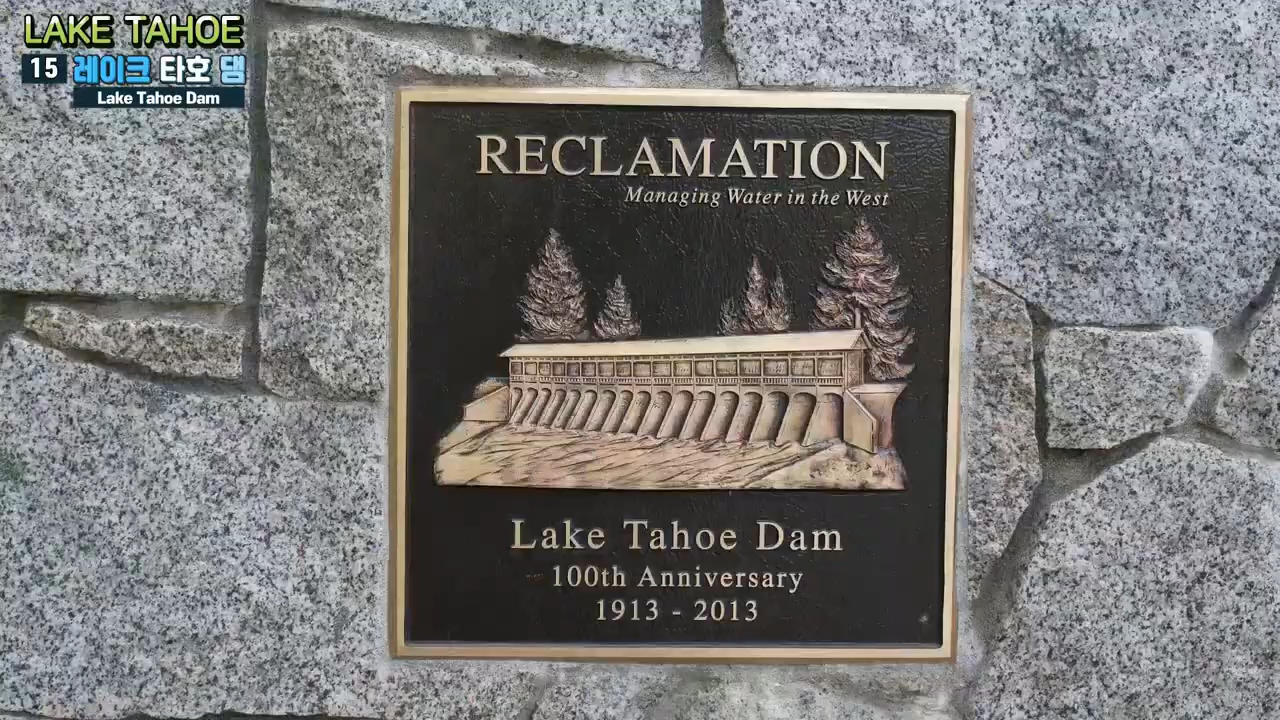 LAKE TAHOE
15 레이크 타호 댐
Lake Tahoe Dam
RECLAMATION
Managing Water in the West
Lake Tahoe Dam
100th Anniversary
1913 - 2013